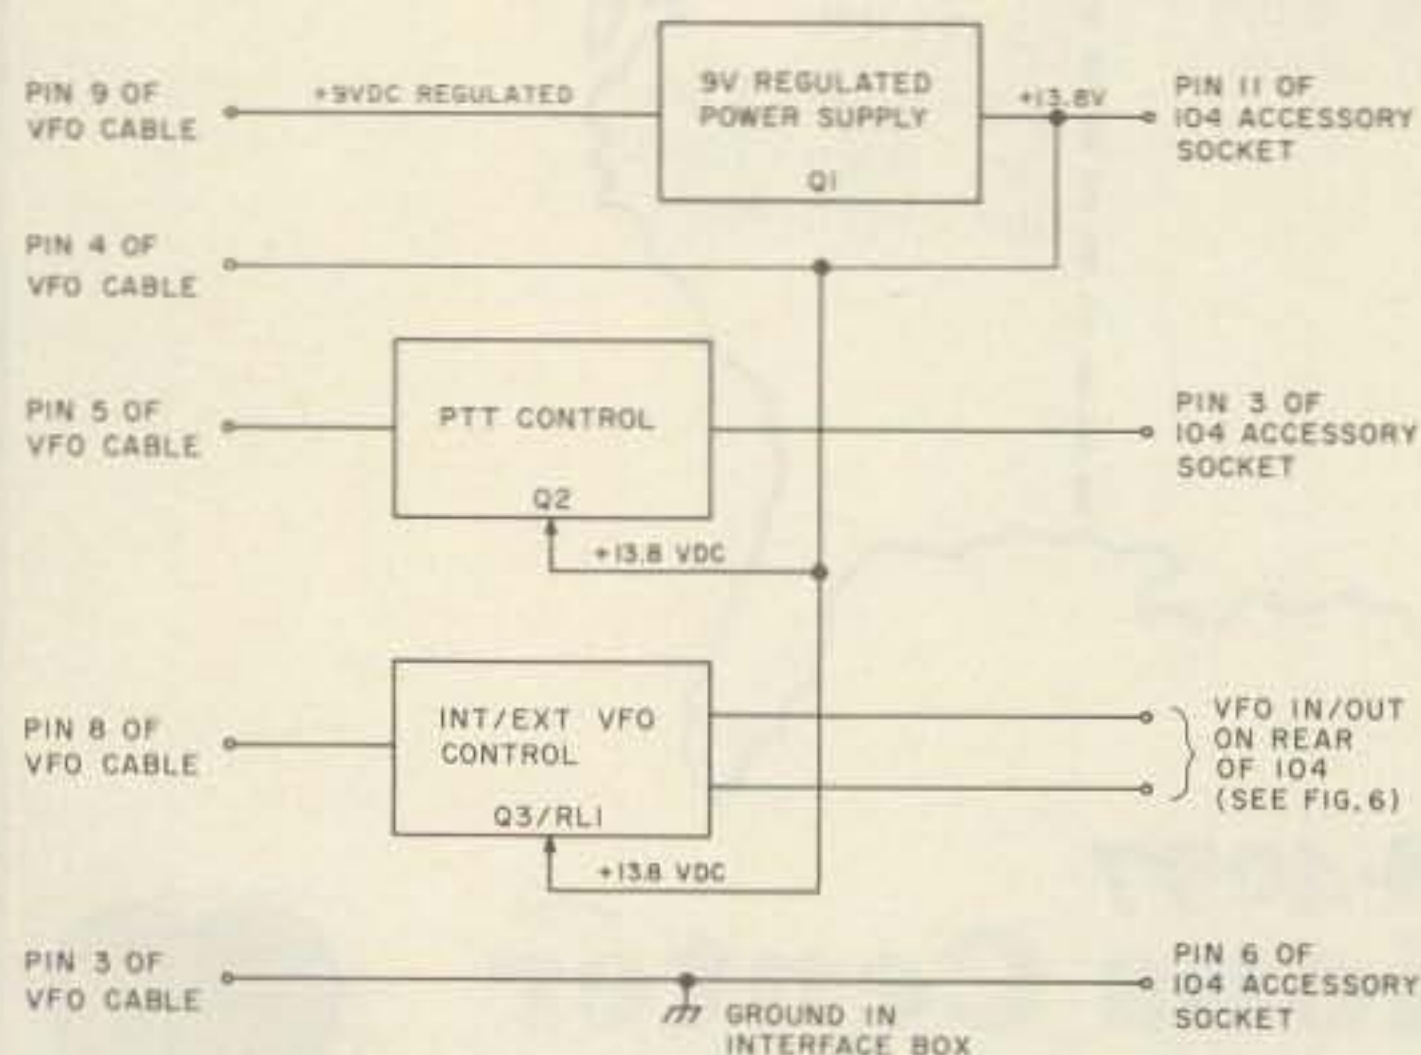 PIN 9 OF
VFO CABLE
+9VDC REGULATED
9V REGULATED
POWER SUPPLY
Q1
+13.8V
PIN 11 OF
104 ACCESSORY
SOCKET
PIN 4 OF
VFO CABLE
PIN 5 OF
VFO CABLE
PTT CONTROL
Q2
+13.8 VDC
PIN 3 OF
104 ACCESSORY
SOCKET
PIN 8 OF
VFO CABLE
INT/EXT VFO
CONTROL
Q3/RL1
+13.8 VDC
VFO IN/OUT
ON REAR
OF 104
(SEE FIG. 6)
PIN 3 OF
VFO CABLE
GROUND IN
INTERFACE BOX
PIN 6 OF
104 ACCESSORY
SOCKET